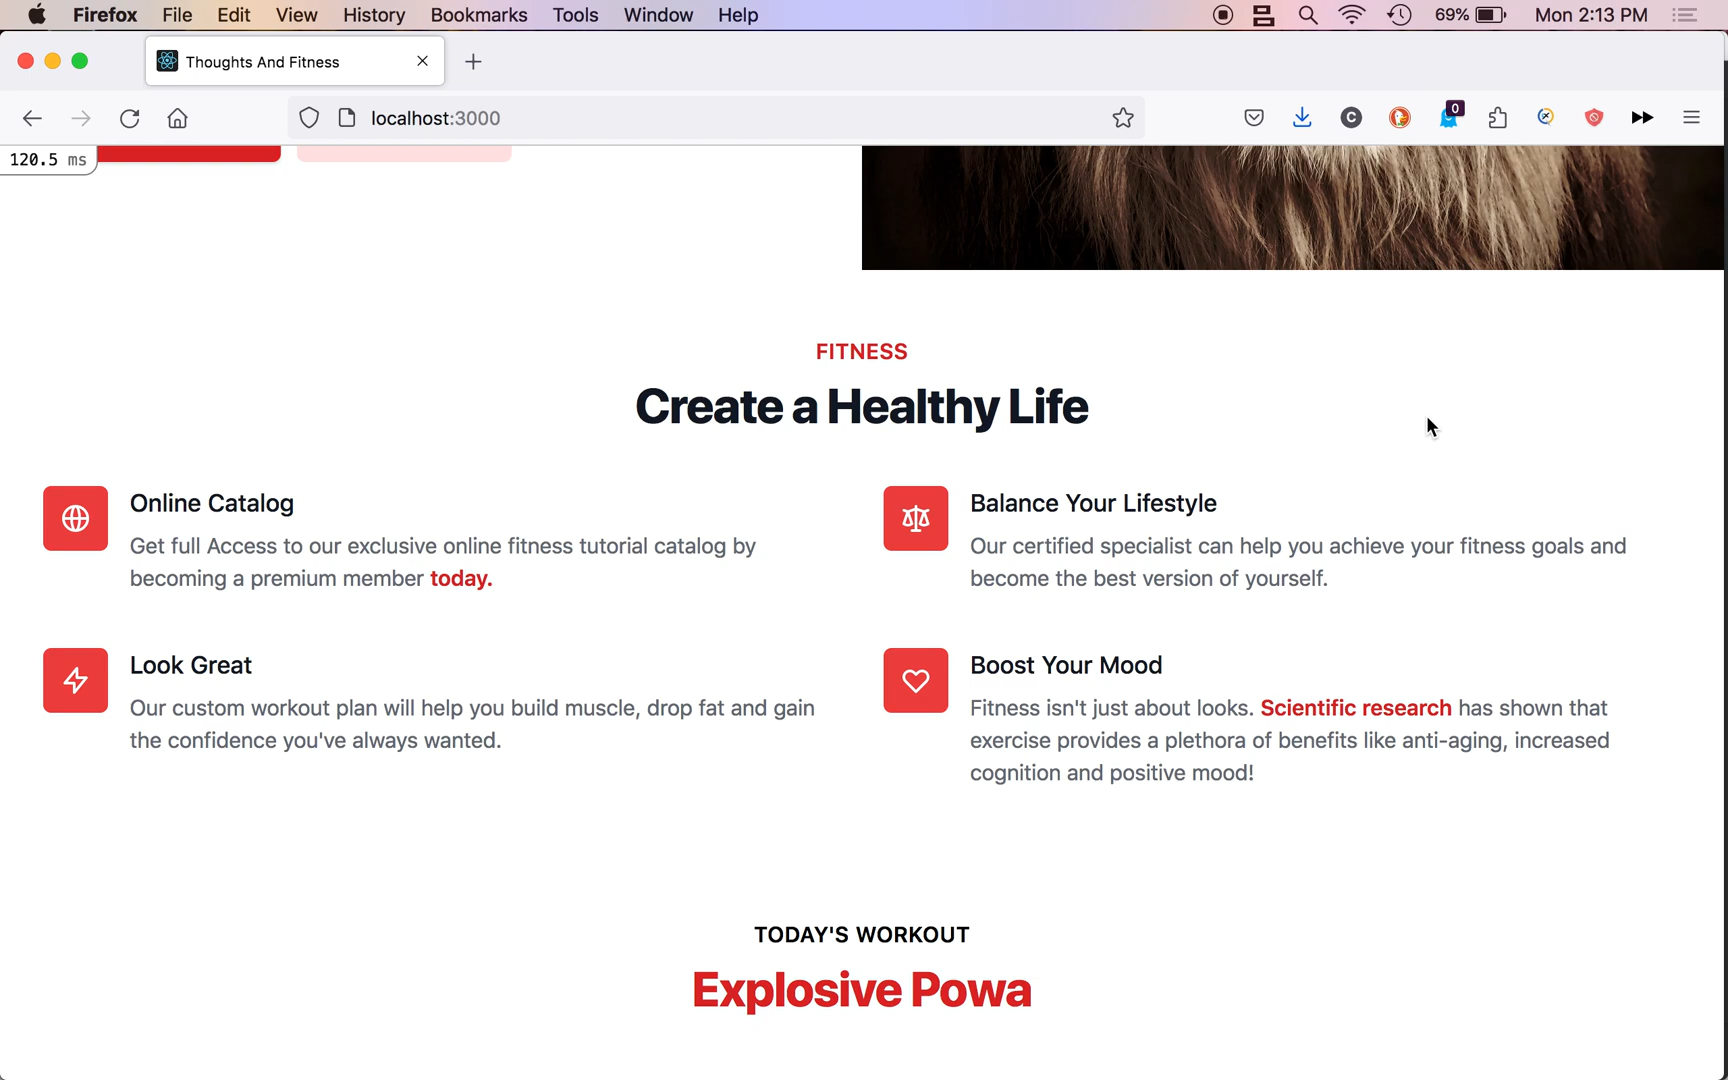 Firefox File Edit View History Bookmarks Tools Window Help 69% Mon 2:13 PM
Thoughts And Fitness
localhost:3000
C
0
120.5 ms
FITNESS
Create a Healthy Life
Online Catalog
Get full Access to our exclusive online fitness tutorial catalog by
becoming a premium member today.
Balance Your Lifestyle
Our certified specialist can help you achieve your fitness goals and
become the best version of yourself.
Look Great
Our custom workout plan will help you build muscle, drop fat and gain
the confidence you've always wanted.
Boost Your Mood
Fitness isn't just about looks. Scientific research has shown that
exercise provides a plethora of benefits like anti-aging, increased
cognition and positive mood!
TODAY'S WORKOUT
Explosive Powa